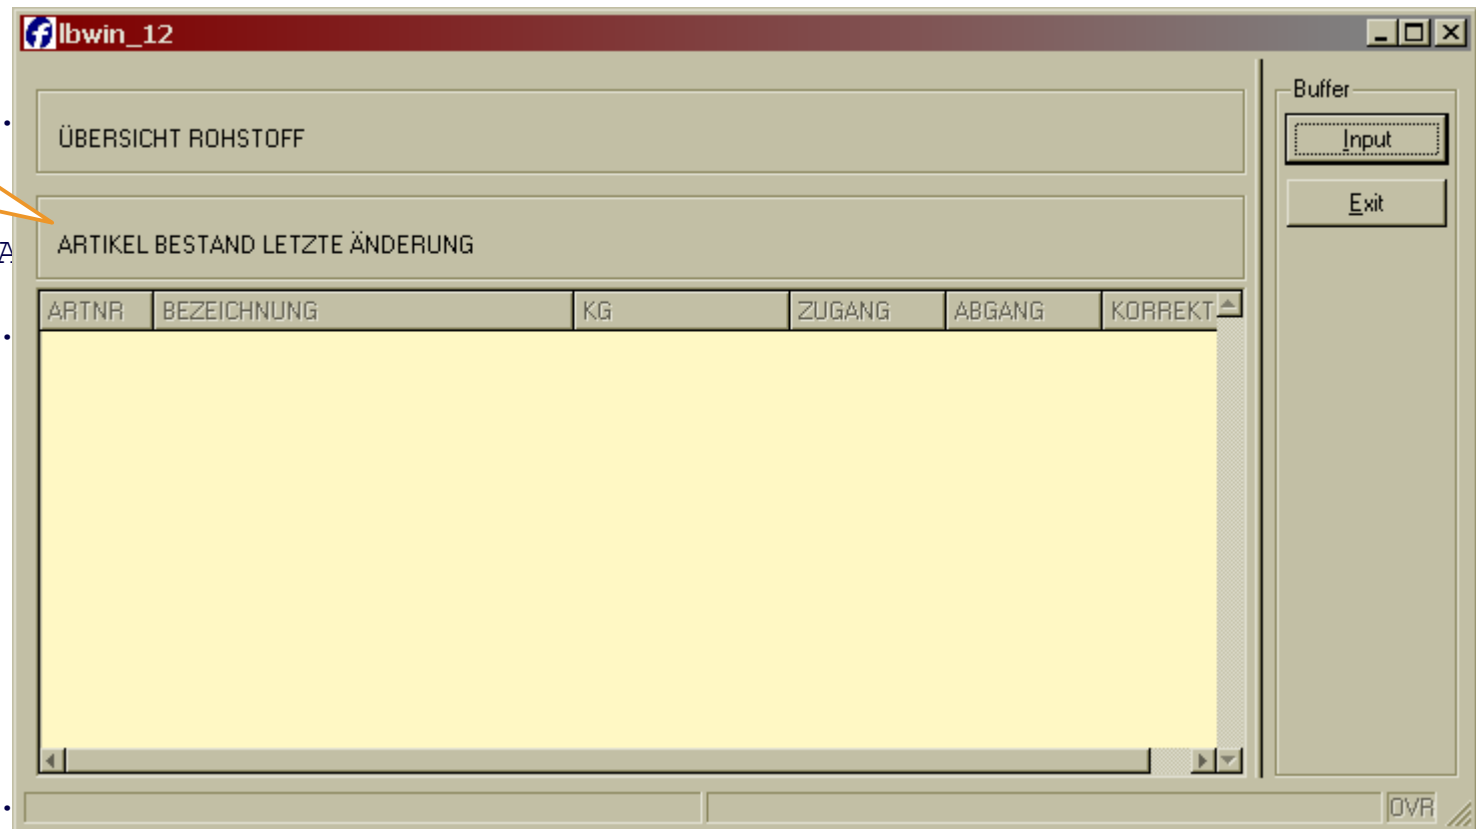 lbwin_12
Buffer
ÜBERSICHT ROHSTOFF
Input
Exit
ARTIKEL BESTAND LETZTE ÄNDERUNG
A
ARTNR BEZEICHNUNG KG ZUGANG ABGANG KORREKT
OVR